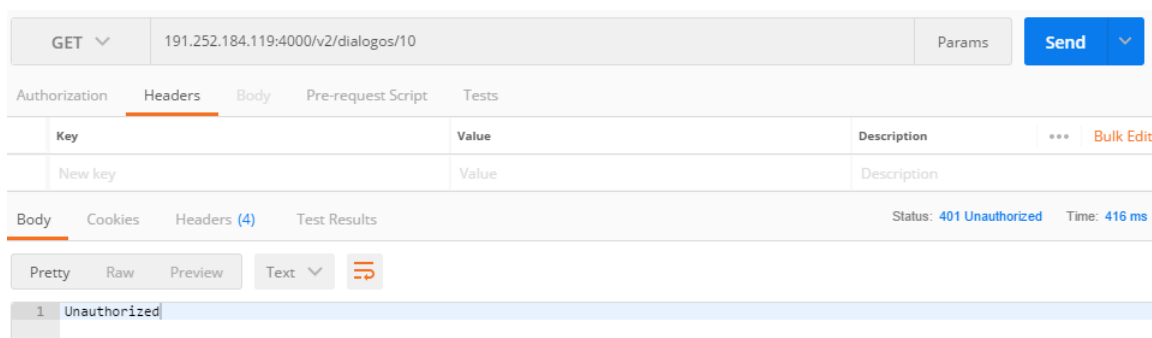 GET 191.252.184.119:4000/v2/dialogos/10 Params Send
Authorization Headers Body Pre-request Script Tests
Key Value Description ••• Bulk Edit
New key Value Description
Body Cookies Headers (4) Test Results Status: 401 Unauthorized Time: 416 ms
Pretty Raw Preview Text
1 Unauthorized